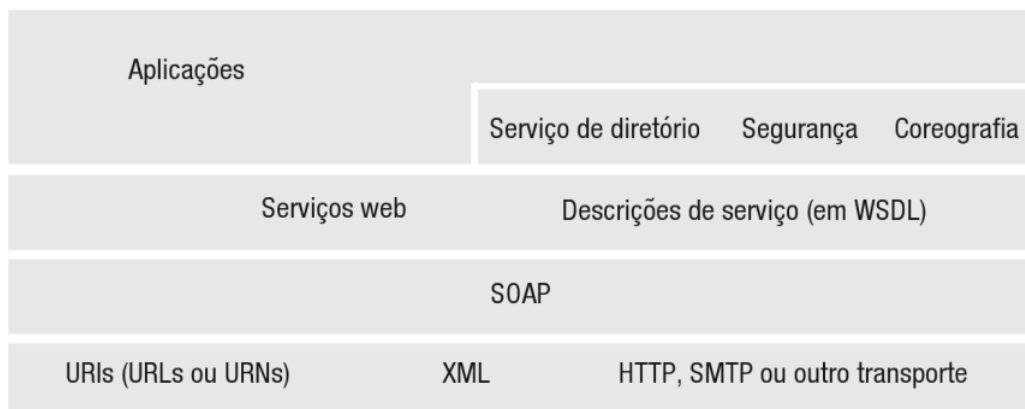 Aplicações
Serviço de diretório Segurança Coreografia
Serviços web Descrições de serviço (em WSDL)
SOAP
URIs (URLs ou URNs) XML HTTP, SMTP ou outro transporte